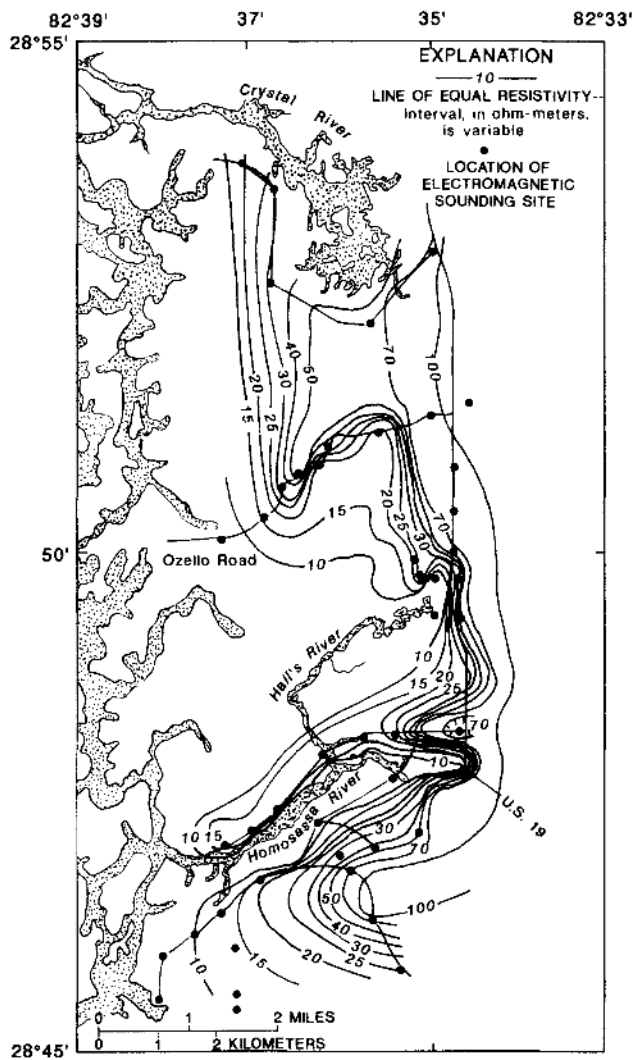 82°39' 37' 35' 82°33'
28°55'
EXPLANATION
10
LINE OF EQUAL RESISTIVITY--
Interval, in ohm-meters,
is variable
LOCATION OF
ELECTROMAGNETIC
SOUNDING SITE
Crystal
River
70
100
50
40
30
20
25
15
20
25
30
70
15
10
50'
Ozello Road
Hall's River
10
15
20
25
70
10
Homosassa River
U.S. 19
10 15
30
70
100
50
40
30
25
20
15
10
0 1 2 MILES
0 1 2 KILOMETERS
28°45'